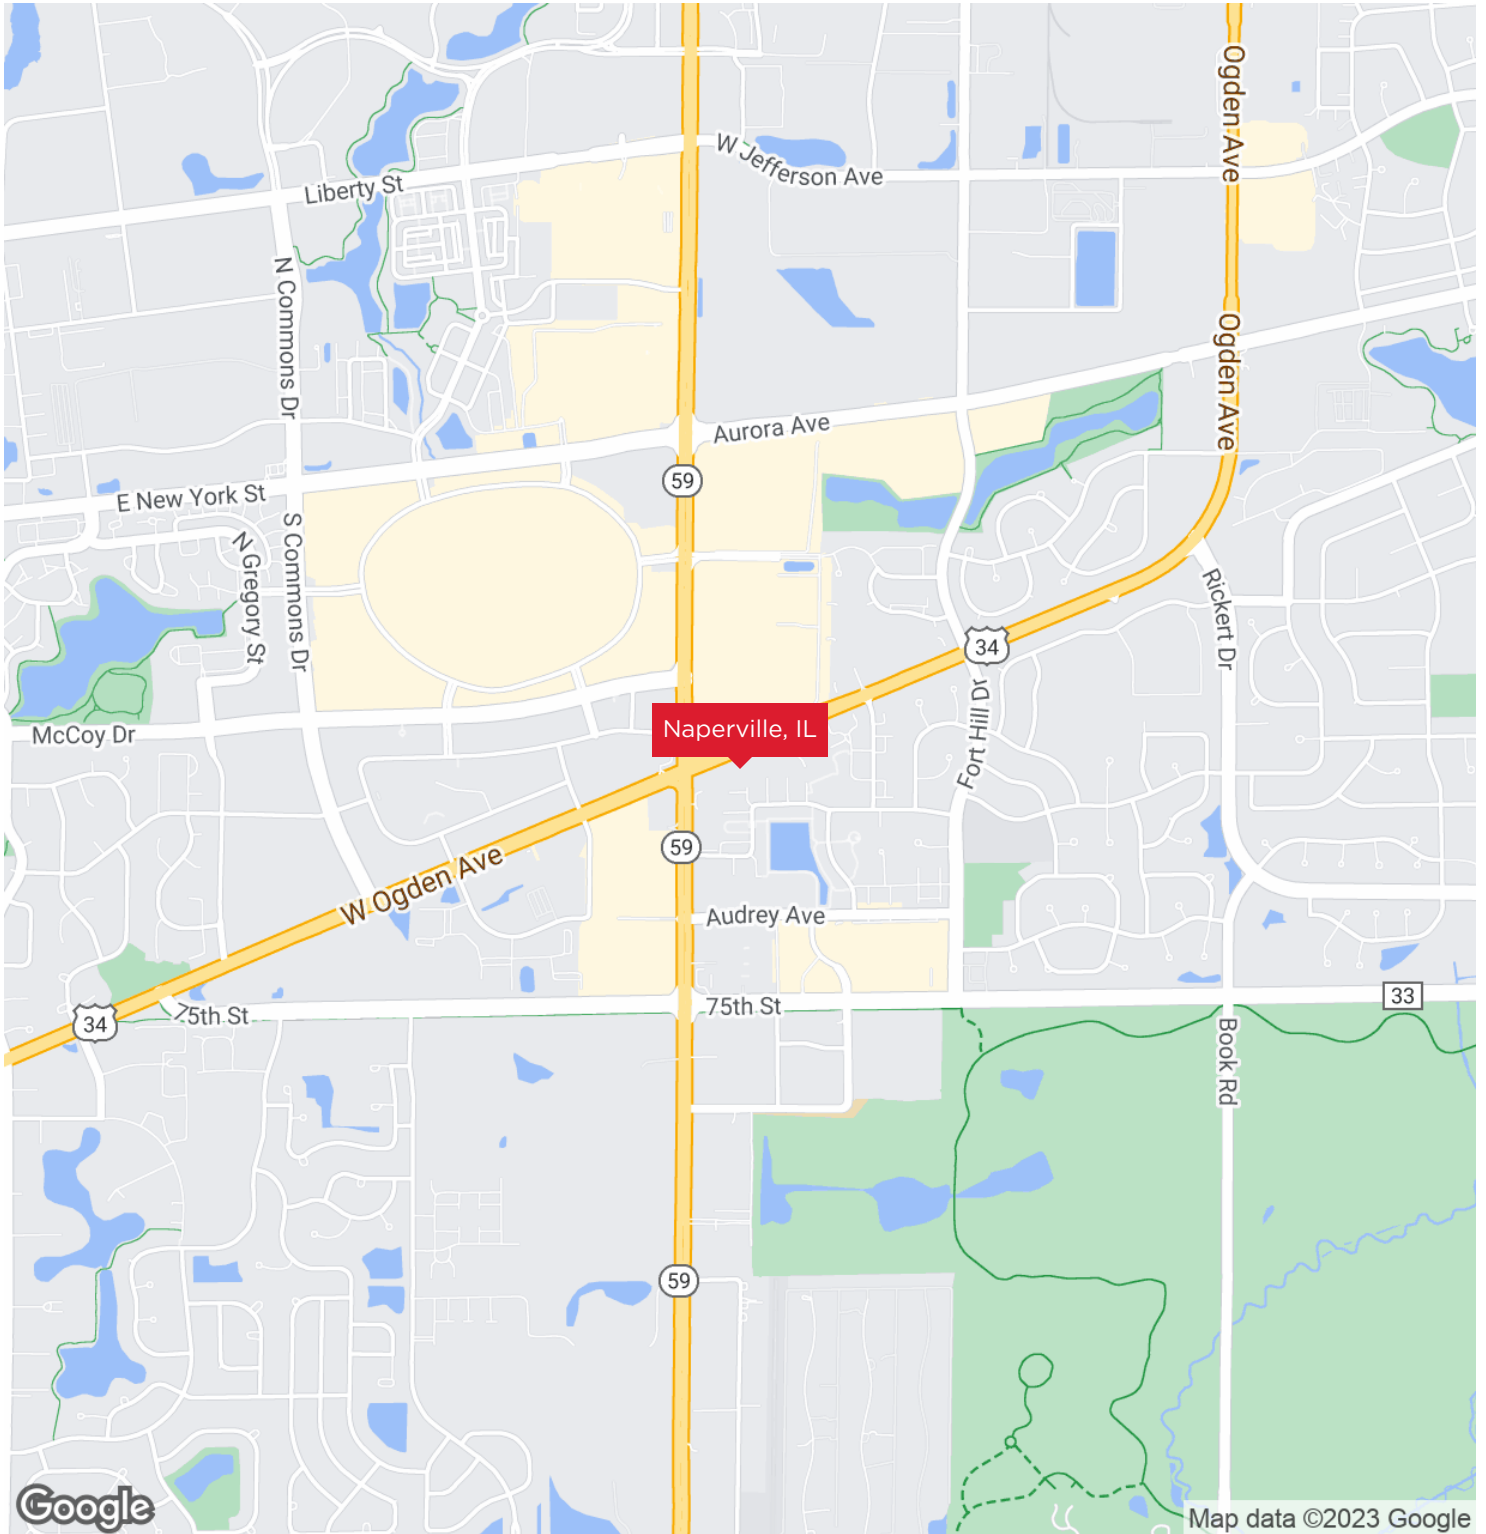 Ogden Ave
W Jefferson Ave
Liberty St
N Commons Dr
Ogden Ave
Aurora Ave
59
E New York St
S Commons Dr
N Gregory St
Rickert Dr
34
Fort Hill Dr
McCoy Dr
Naperville, IL
59
W Ogden Ave
Audrey Ave
33
75th St
75th St
34
Book Rd
59
Google
Map data ©2023 Google